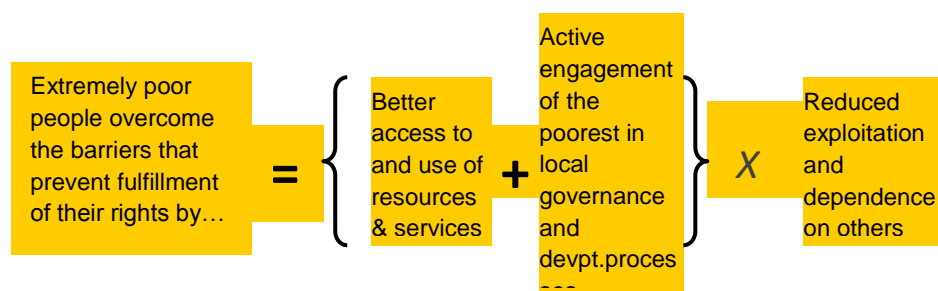 Extremely poor
people overcome
the barriers that
prevent fulfillment
of their rights by…
=
{
Better
access to
and use of
resources
& services
+
Active
engagement
of the
poorest in
local
governance
and
devpt.proces
}
X
Reduced
exploitation
and
dependence
on others